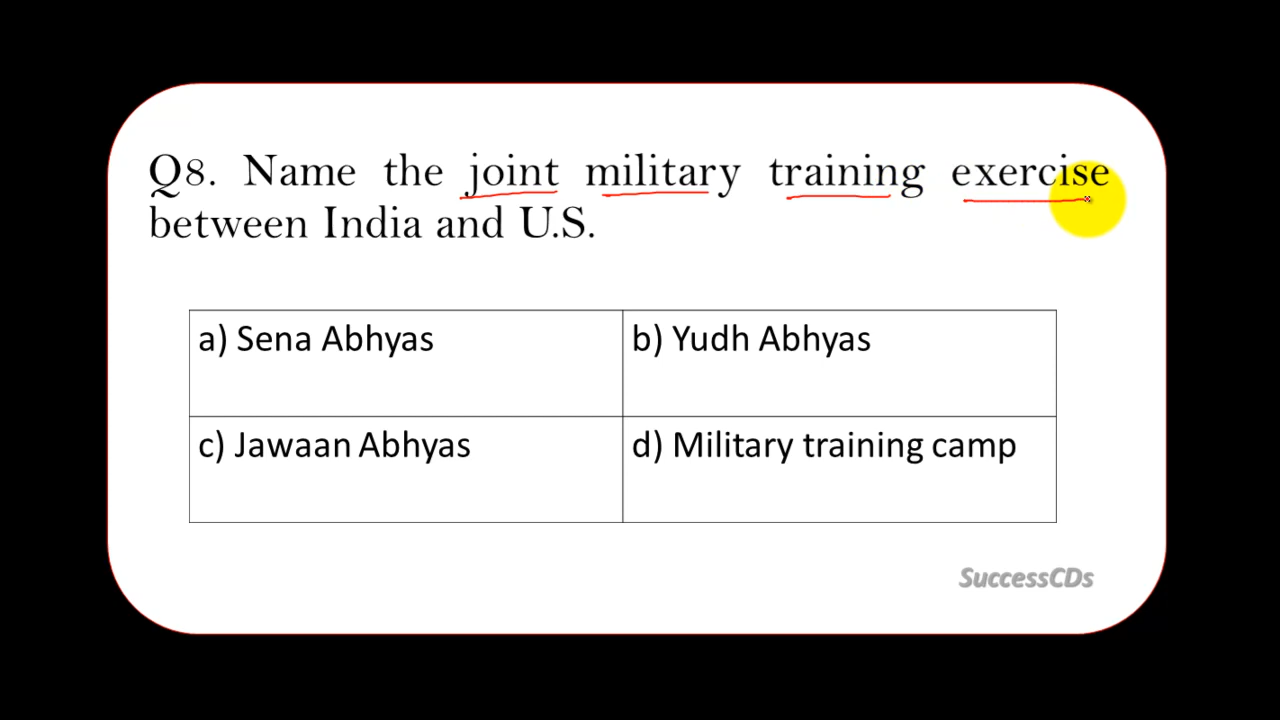 Q8. Name the joint military training exercise
between India and U.S.
a) Sena Abhyas
b) Yudh Abhyas
c) Jawaan Abhyas
d) Military training camp
SuccessCDs